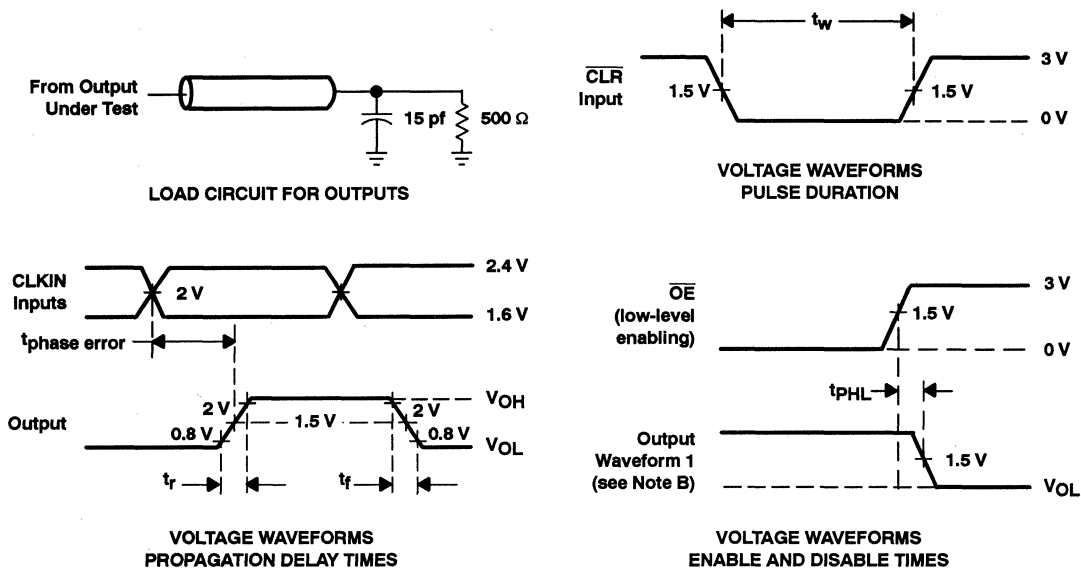 From Output
Under Test
15 pf
500 Ω
LOAD CIRCUIT FOR OUTPUTS
tw
CLR
Input
1.5 V
1.5 V
3 V
0 V
VOLTAGE WAVEFORMS
PULSE DURATION
CLKIN
Inputs
2 V
2.4 V
1.6 V
tphase error
Output
2 V
0.8 V
1.5 V
2 V
0.8 V
VOH
VOL
tr
tf
VOLTAGE WAVEFORMS
PROPAGATION DELAY TIMES
OE
(low-level
enabling)
1.5 V
3 V
0 V
tPHL
Output
Waveform 1
(see Note B)
1.5 V
VOL
VOLTAGE WAVEFORMS
ENABLE AND DISABLE TIMES